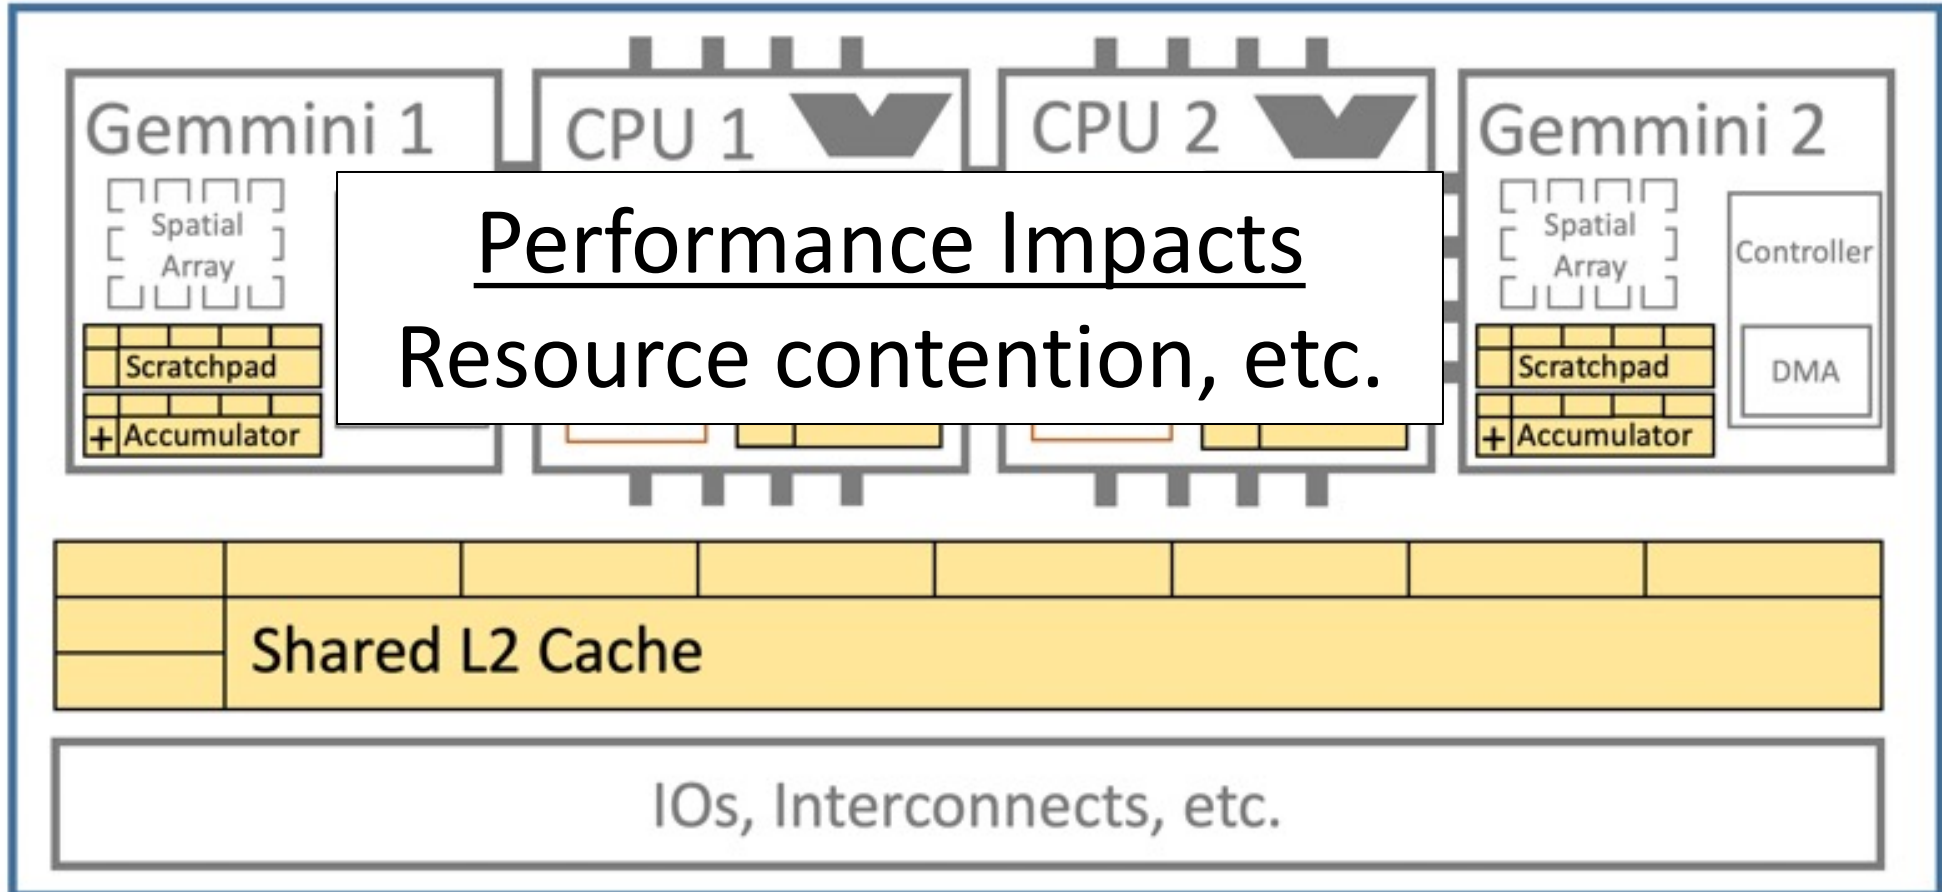 Gemmini 1
CPU 1
CPU 2
Gemmini 2
Spatial
Array
Scratchpad
+ Accumulator
Performance Impacts
Resource contention, etc.
Spatial
Array
Controller
DMA
Scratchpad
+ Accumulator
Shared L2 Cache
IOs, Interconnects, etc.